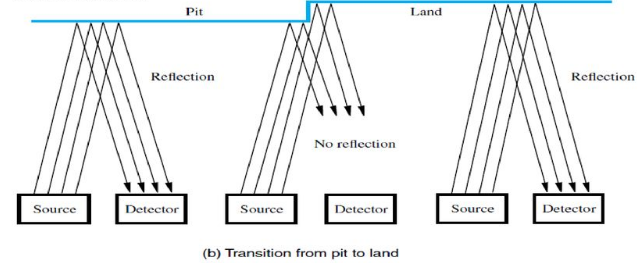 Pit
Land
Reflection
Reflection
No reflection
Source
Detector
Source
Detector
Source
Detector
(b) Transition from pit to land